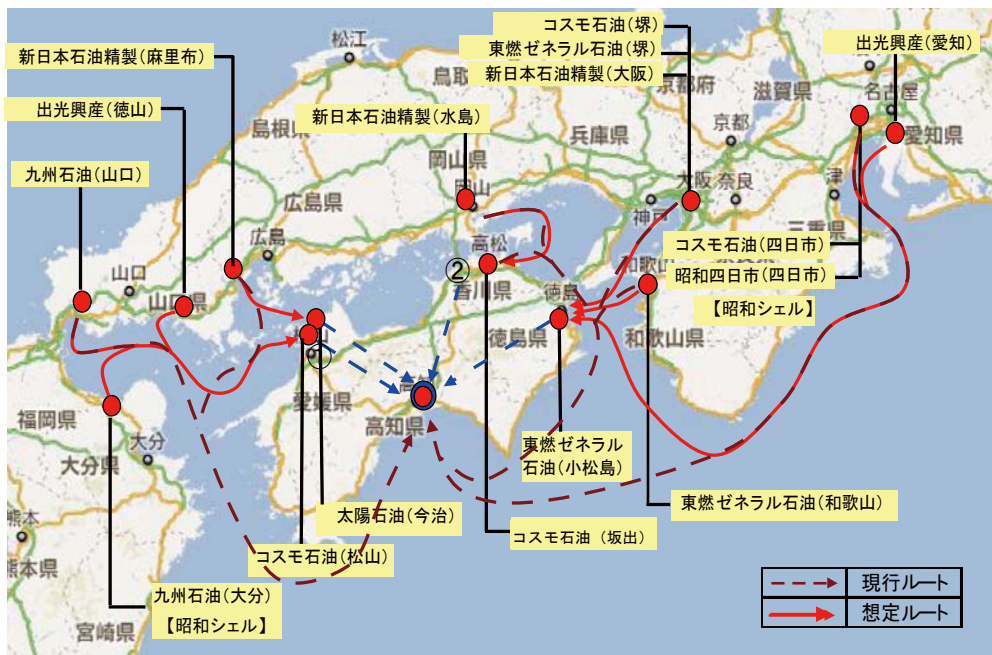 コスモ石油(堺)
東燃ゼネラル石油(堺)
新日本石油精製(大阪)
出光興産(愛知)
新日本石油精製(麻里布)
出光興産(徳山)
九州石油(山口)
新日本石油精製(水島)
松江
鳥取
京都府
滋賀県
名古屋
愛知県
島根県
兵庫県
京都
岡山県
岡山
広島県
広島
神戸
大阪
奈良
津
三重県
山口
山口県
高松
香川県
②
徳島
徳島県
和歌山
和歌山県
コスモ石油(四日市)
昭和四日市(四日市)
【昭和シェル】
愛媛県
高知県
福岡県
大分
大分県
東燃ゼネラル
石油(小松島)
東燃ゼネラル石油(和歌山)
太陽石油(今治)
コスモ石油(松山)
コスモ石油 (坂出)
熊本
熊本県
九州石油(大分)
【昭和シェル】
宮崎県
現行ルート
想定ルート